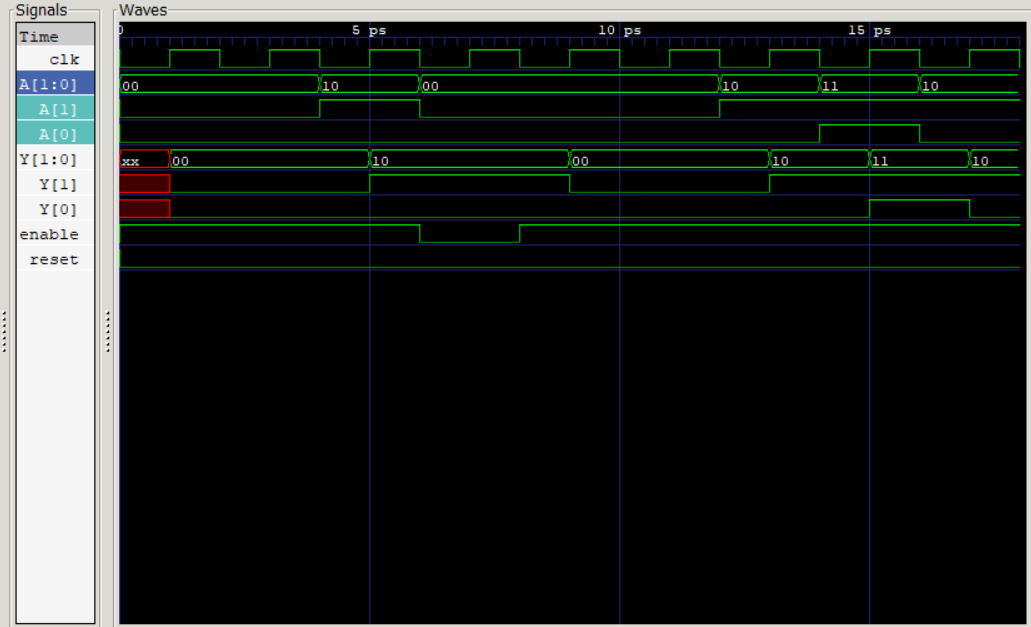 Signals Waves
Time 0 5 ps 10 ps 15 ps
clk
A[1:0] 00 10 00 10 11 10
A[1]
A[0]
Y[1:0] xx 00 10 00 10 11 10
Y[1]
Y[0]
enable
reset